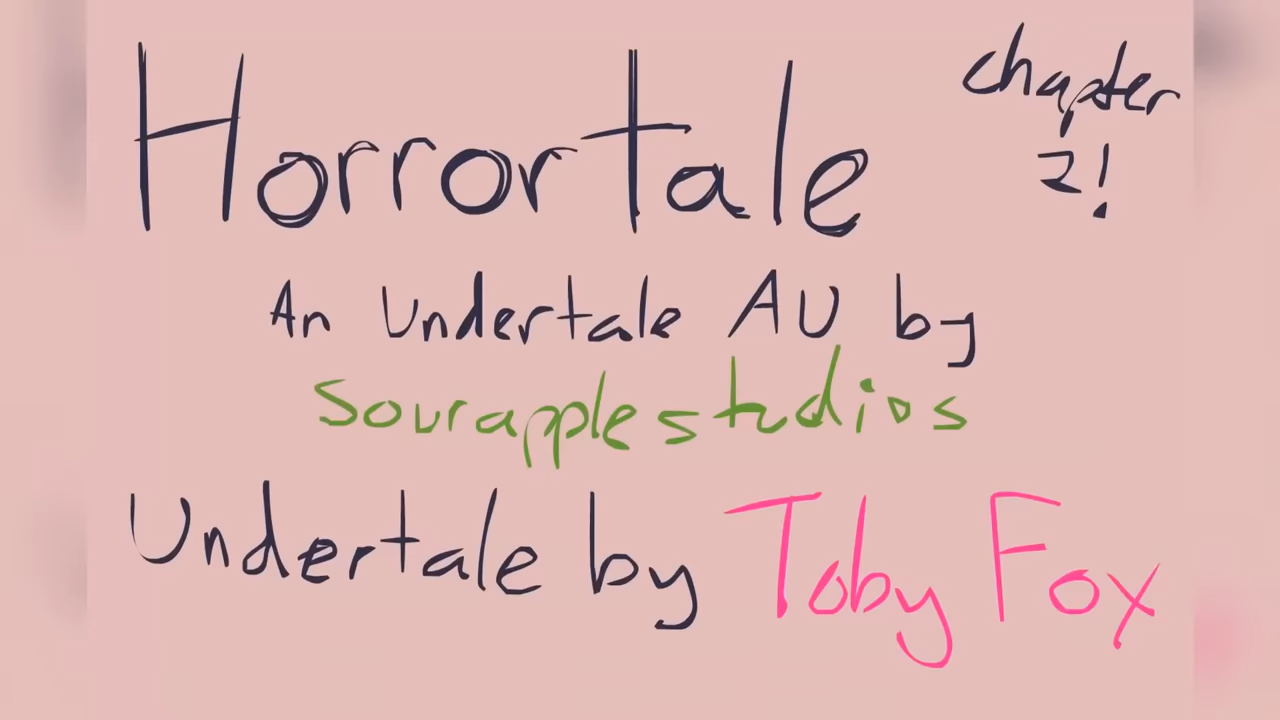 Horrortale
chapter
2!
An Undertale AU by
Sourapplestudios
Undertale by Toby Fox